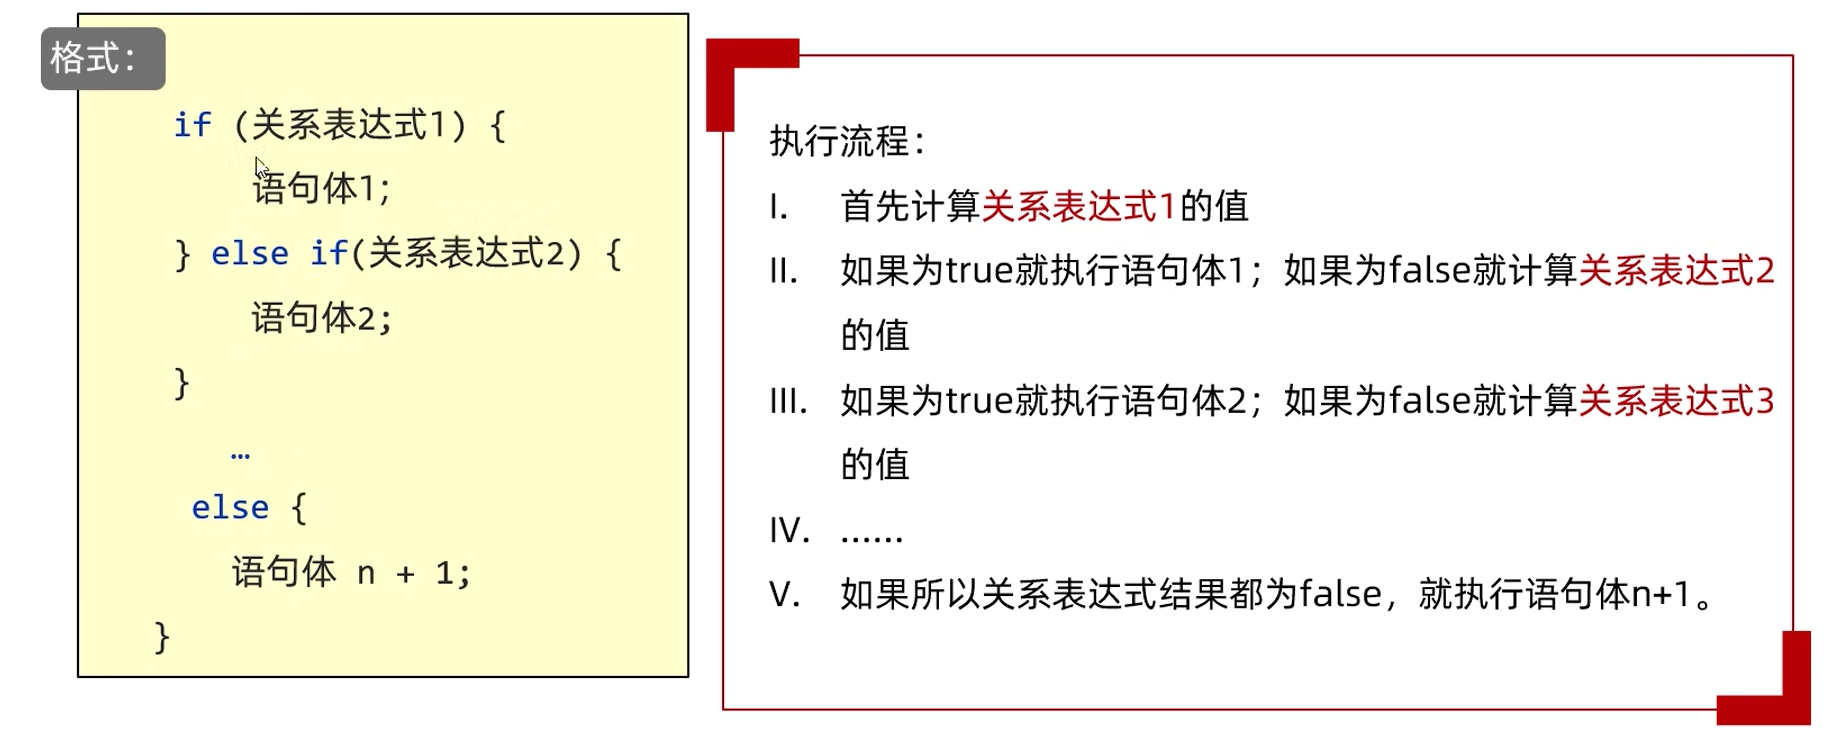 格式：
if (关系表达式1) {
语句体1;
} else if(关系表达式2) {
语句体2;
}
…
else {
语句体 n + 1;
}
执行流程：
I. 首先计算关系表达式1的值
II. 如果为true就执行语句体1；如果为false就计算关系表达式2
的值
III. 如果为true就执行语句体2；如果为false就计算关系表达式3
的值
IV. ……
V. 如果所以关系表达式结果都为false，就执行语句体n+1。